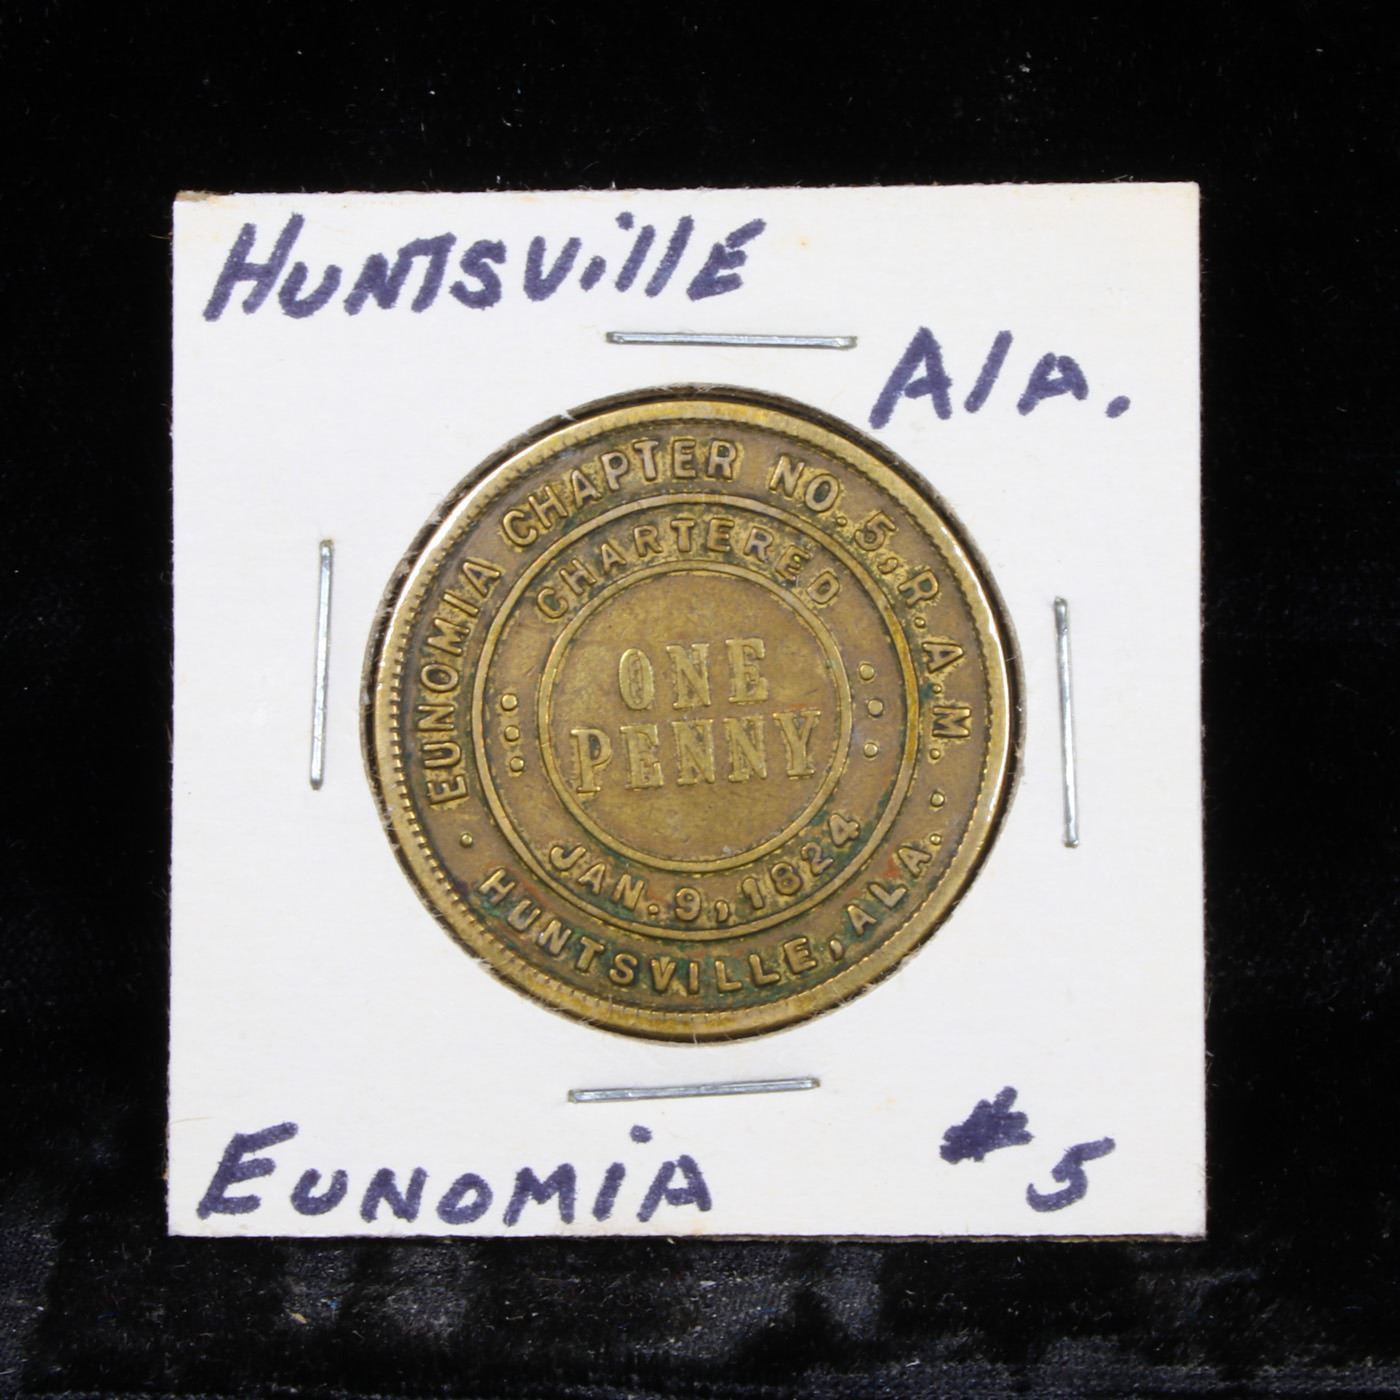 HUNTSVillE
AlA.
EUNOMIA CHAPTER NO. 5, R.A.M.
CHARTERED
ONE
PENNY
JAN. 9, 1824
HUNTSVILLE, ALA.
EUNOMiA
#5